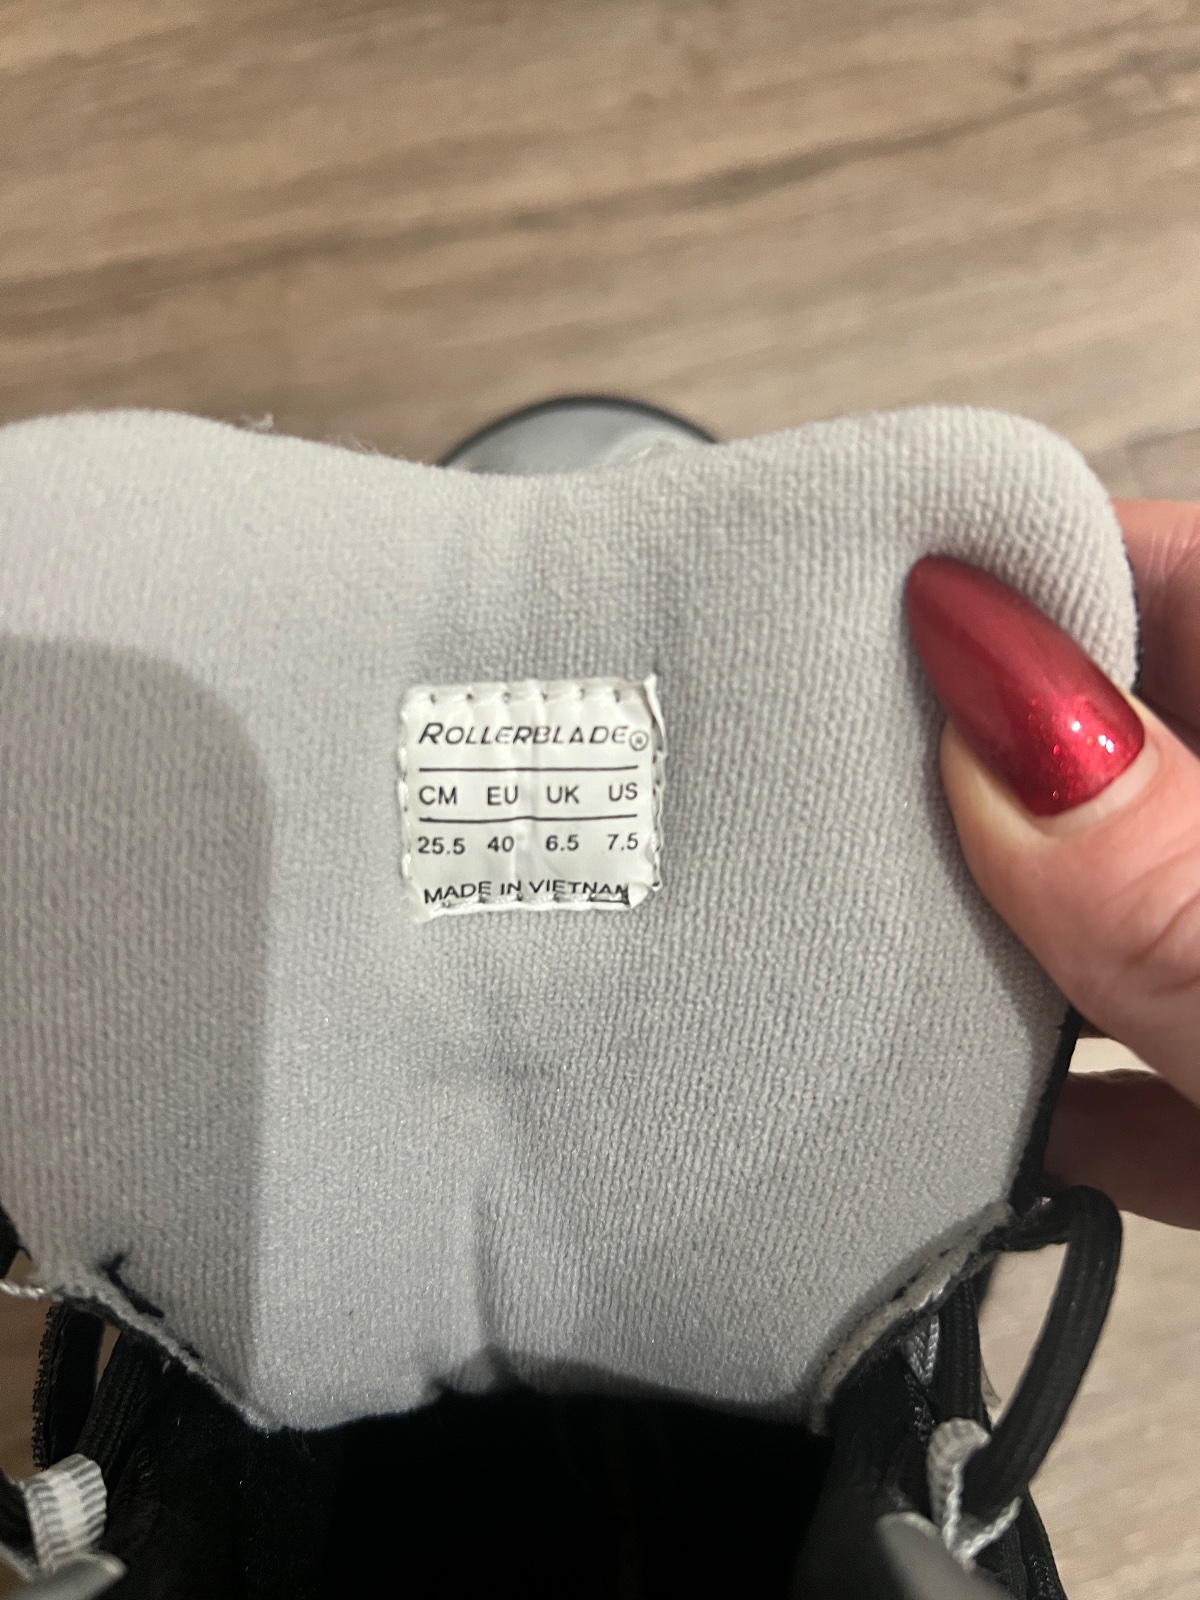 ROLLERBLADE®
CM EU UK US
25.5 40 6.5 7.5
MADE IN VIETNAM